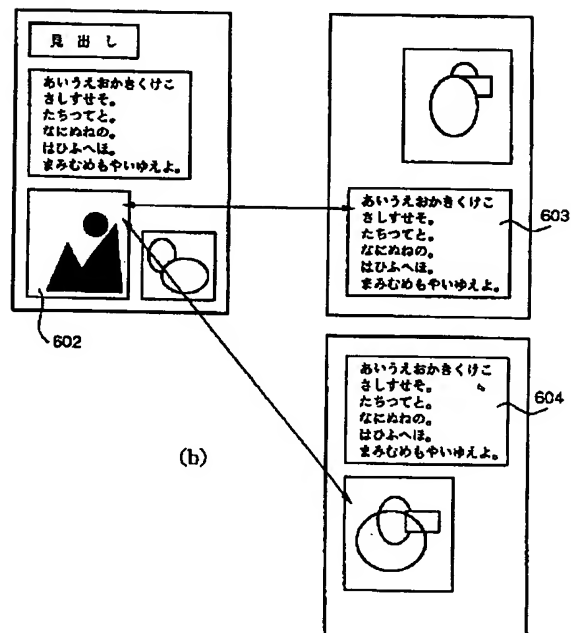 見出し
あいうえおかきくけこ
さしすせそ。
たちつてと。
なにぬねの。
はひふへほ。
まみむめもやいゆえよ。
602
(b)
あいうえおかきくけこ
さしすせそ。
たちつてと。
なにぬねの。
はひふへほ。
まみむめもやいゆえよ。
603
あいうえおかきくけこ
さしすせそ。
たちつてと。
なにぬねの。
はひふへほ。
まみむめもやいゆえよ。
604